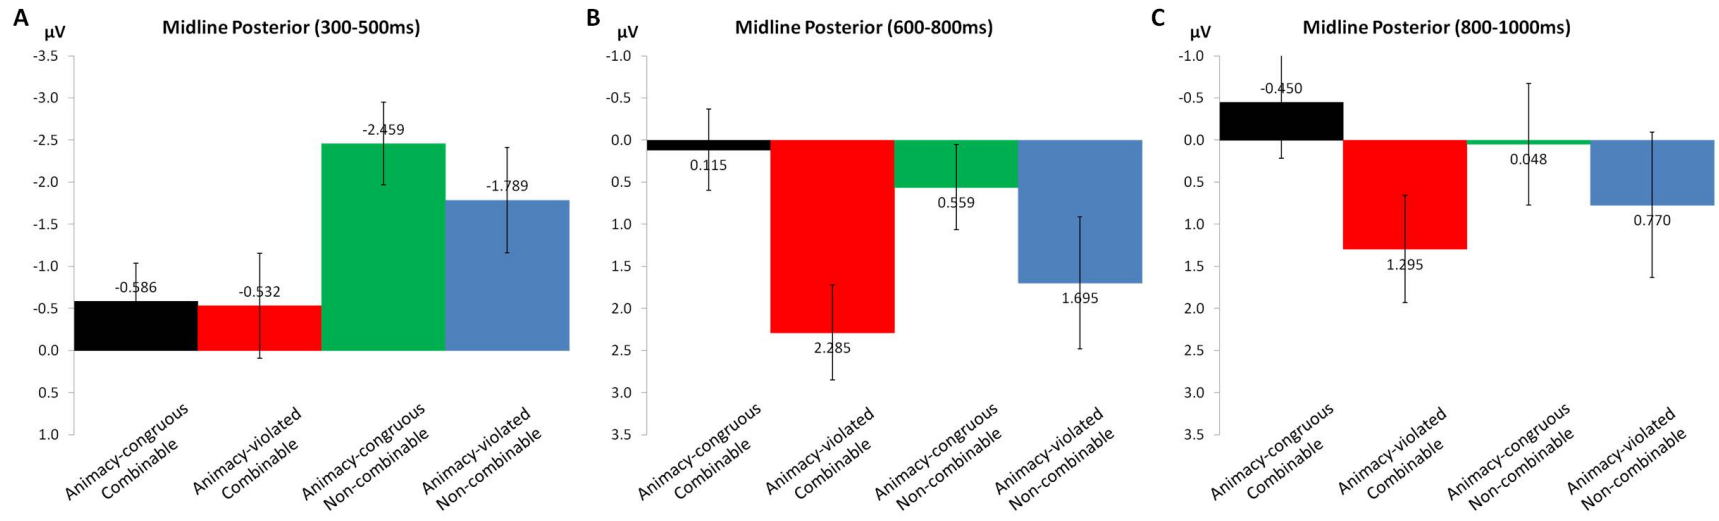 A
Midline Posterior (300-500ms)
µV
-3.5
-3.0
-2.5
-2.0
-1.5
-1.0
-0.5
0.0
0.5
1.0
-0.586
-0.532
-2.459
-1.789
Animacy-congruous
Combinable
Animacy-violated
Combinable
Animacy-congruous
Non-combinable
Animacy-violated
Non-combinable
B
Midline Posterior (600-800ms)
µV
-1.0
-0.5
0.0
0.5
1.0
1.5
2.0
2.5
3.0
3.5
0.115
2.285
0.559
1.695
Animacy-congruous
Combinable
Animacy-violated
Combinable
Animacy-congruous
Non-combinable
Animacy-violated
Non-combinable
C
Midline Posterior (800-1000ms)
µV
-1.0
-0.5
0.0
0.5
1.0
1.5
2.0
2.5
3.0
3.5
-0.450
1.295
0.048
0.770
Animacy-congruous
Combinable
Animacy-violated
Combinable
Animacy-congruous
Non-combinable
Animacy-violated
Non-combinable